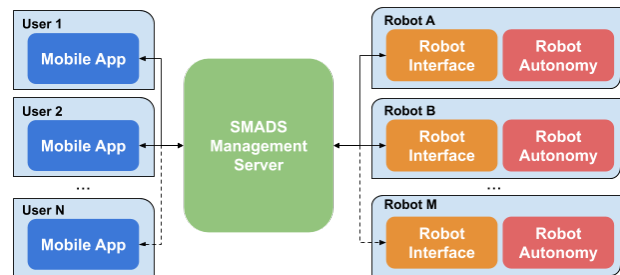 User 1
Mobile App
User 2
Mobile App
...
User N
Mobile App
SMADS
Management
Server
Robot A
Robot
Interface
Robot
Autonomy
Robot B
Robot
Interface
Robot
Autonomy
...
Robot M
Robot
Interface
Robot
Autonomy